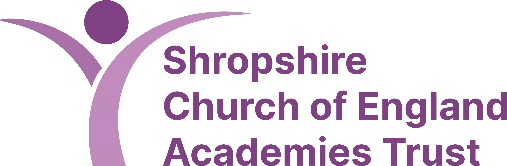 Shropshire
Church of England
Academies Trust